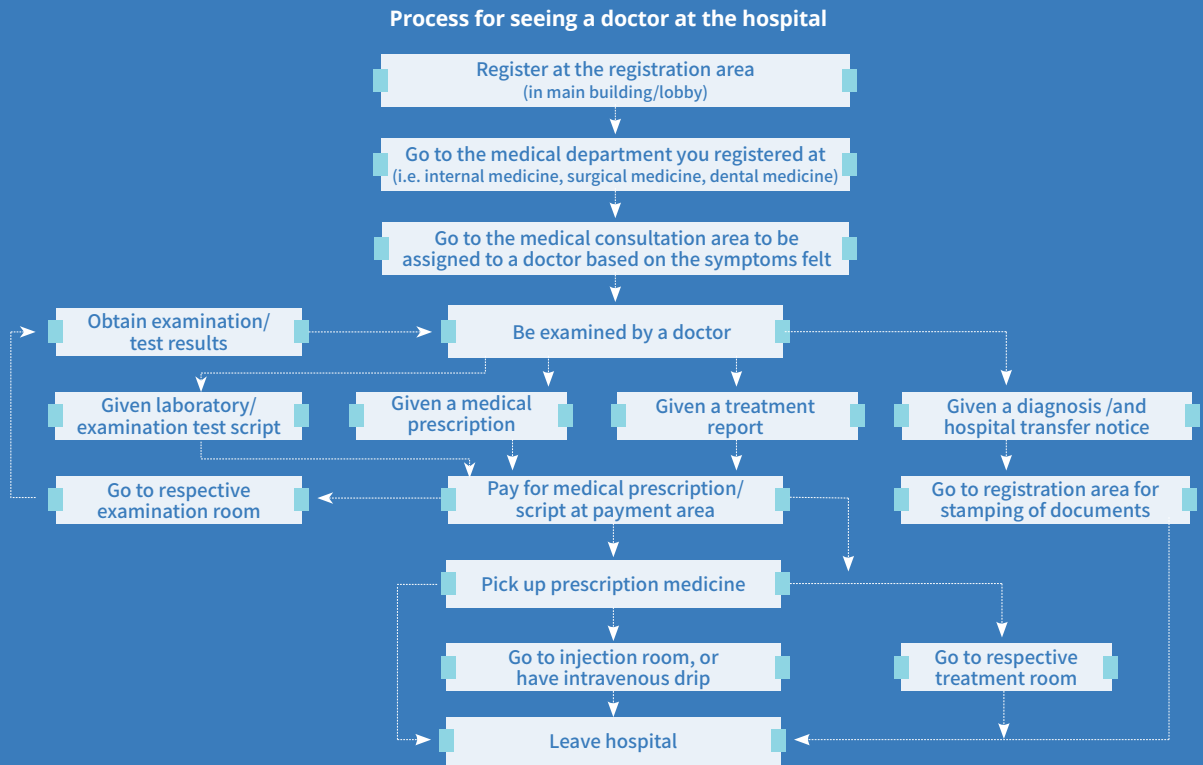 Process for seeing a doctor at the hospital
Register at the registration area
(in main building/lobby)
Go to the medical department you registered at
(i.e. internal medicine, surgical medicine, dental medicine)
Go to the medical consultation area to be
assigned to a doctor based on the symptoms felt
Obtain examination/
test results
Be examined by a doctor
Given laboratory/
examination test script
Given a medical
prescription
Given a treatment
report
Given a diagnosis /and
hospital transfer notice
Go to respective
examination room
Pay for medical prescription/
script at payment area
Go to registration area for
stamping of documents
Pick up prescription medicine
Go to injection room, or
have intravenous drip
Go to respective
treatment room
Leave hospital